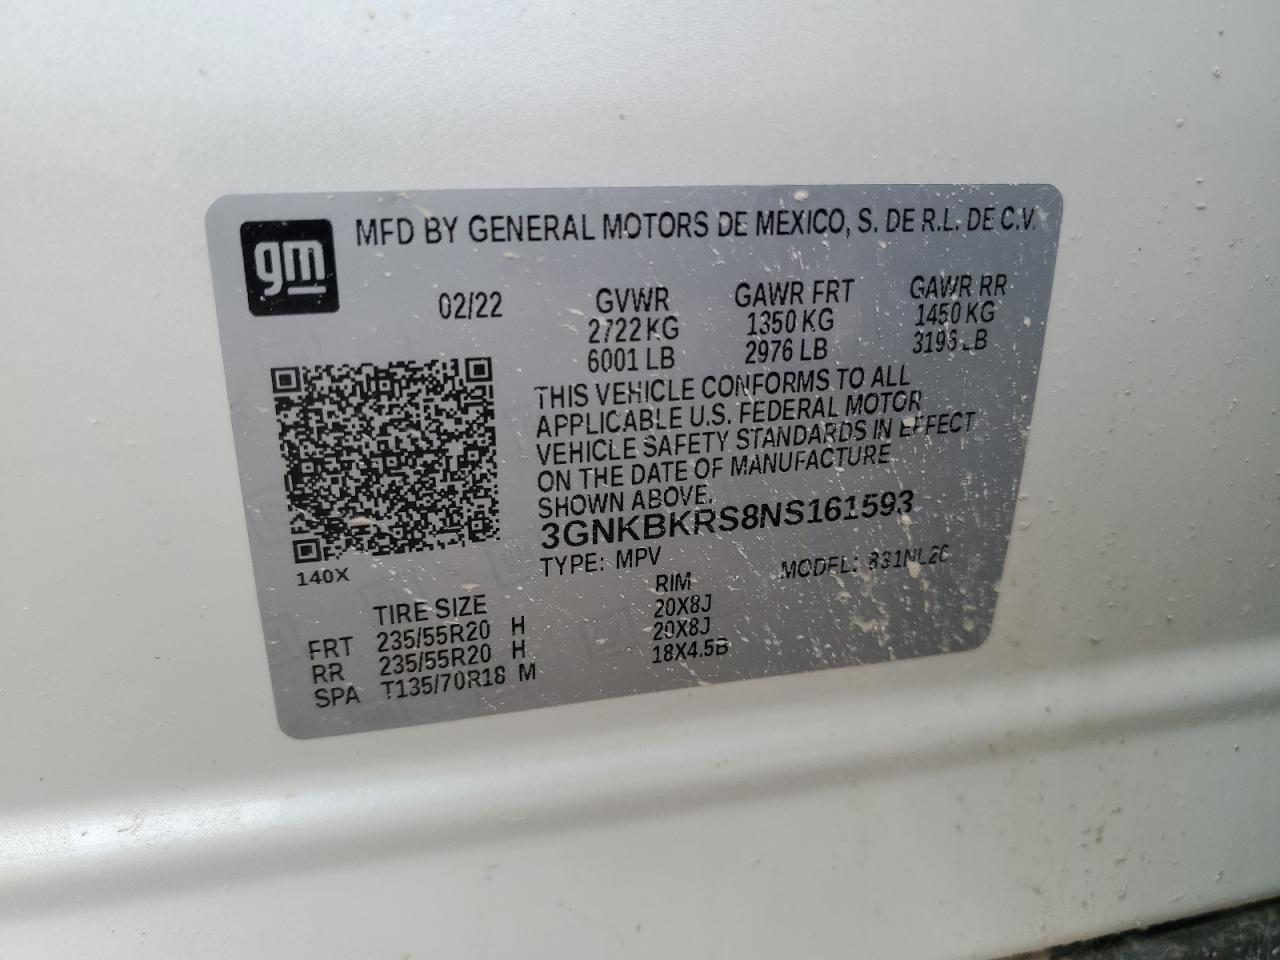 gm
MFD BY GENERAL MOTORS DE MEXICO, S. DE R.L. DE C.V.
02/22 GVWR GAWR FRT GAWR RR
2722 KG 1350 KG 1450 KG
6001 LB 2976 LB 3196 LB
THIS VEHICLE CONFORMS TO ALL
APPLICABLE U.S. FEDERAL MOTOR
VEHICLE SAFETY STANDARDS IN EFFECT
ON THE DATE OF MANUFACTURE
SHOWN ABOVE.
3GNKBKRS8NS161593
TYPE: MPV MODEL:
140X
TIRE SIZE RIM
FRT 235/55R20 H 20X8J
RR 235/55R20 H 20X8J
SPA T135/70R18 M 18X4.5B